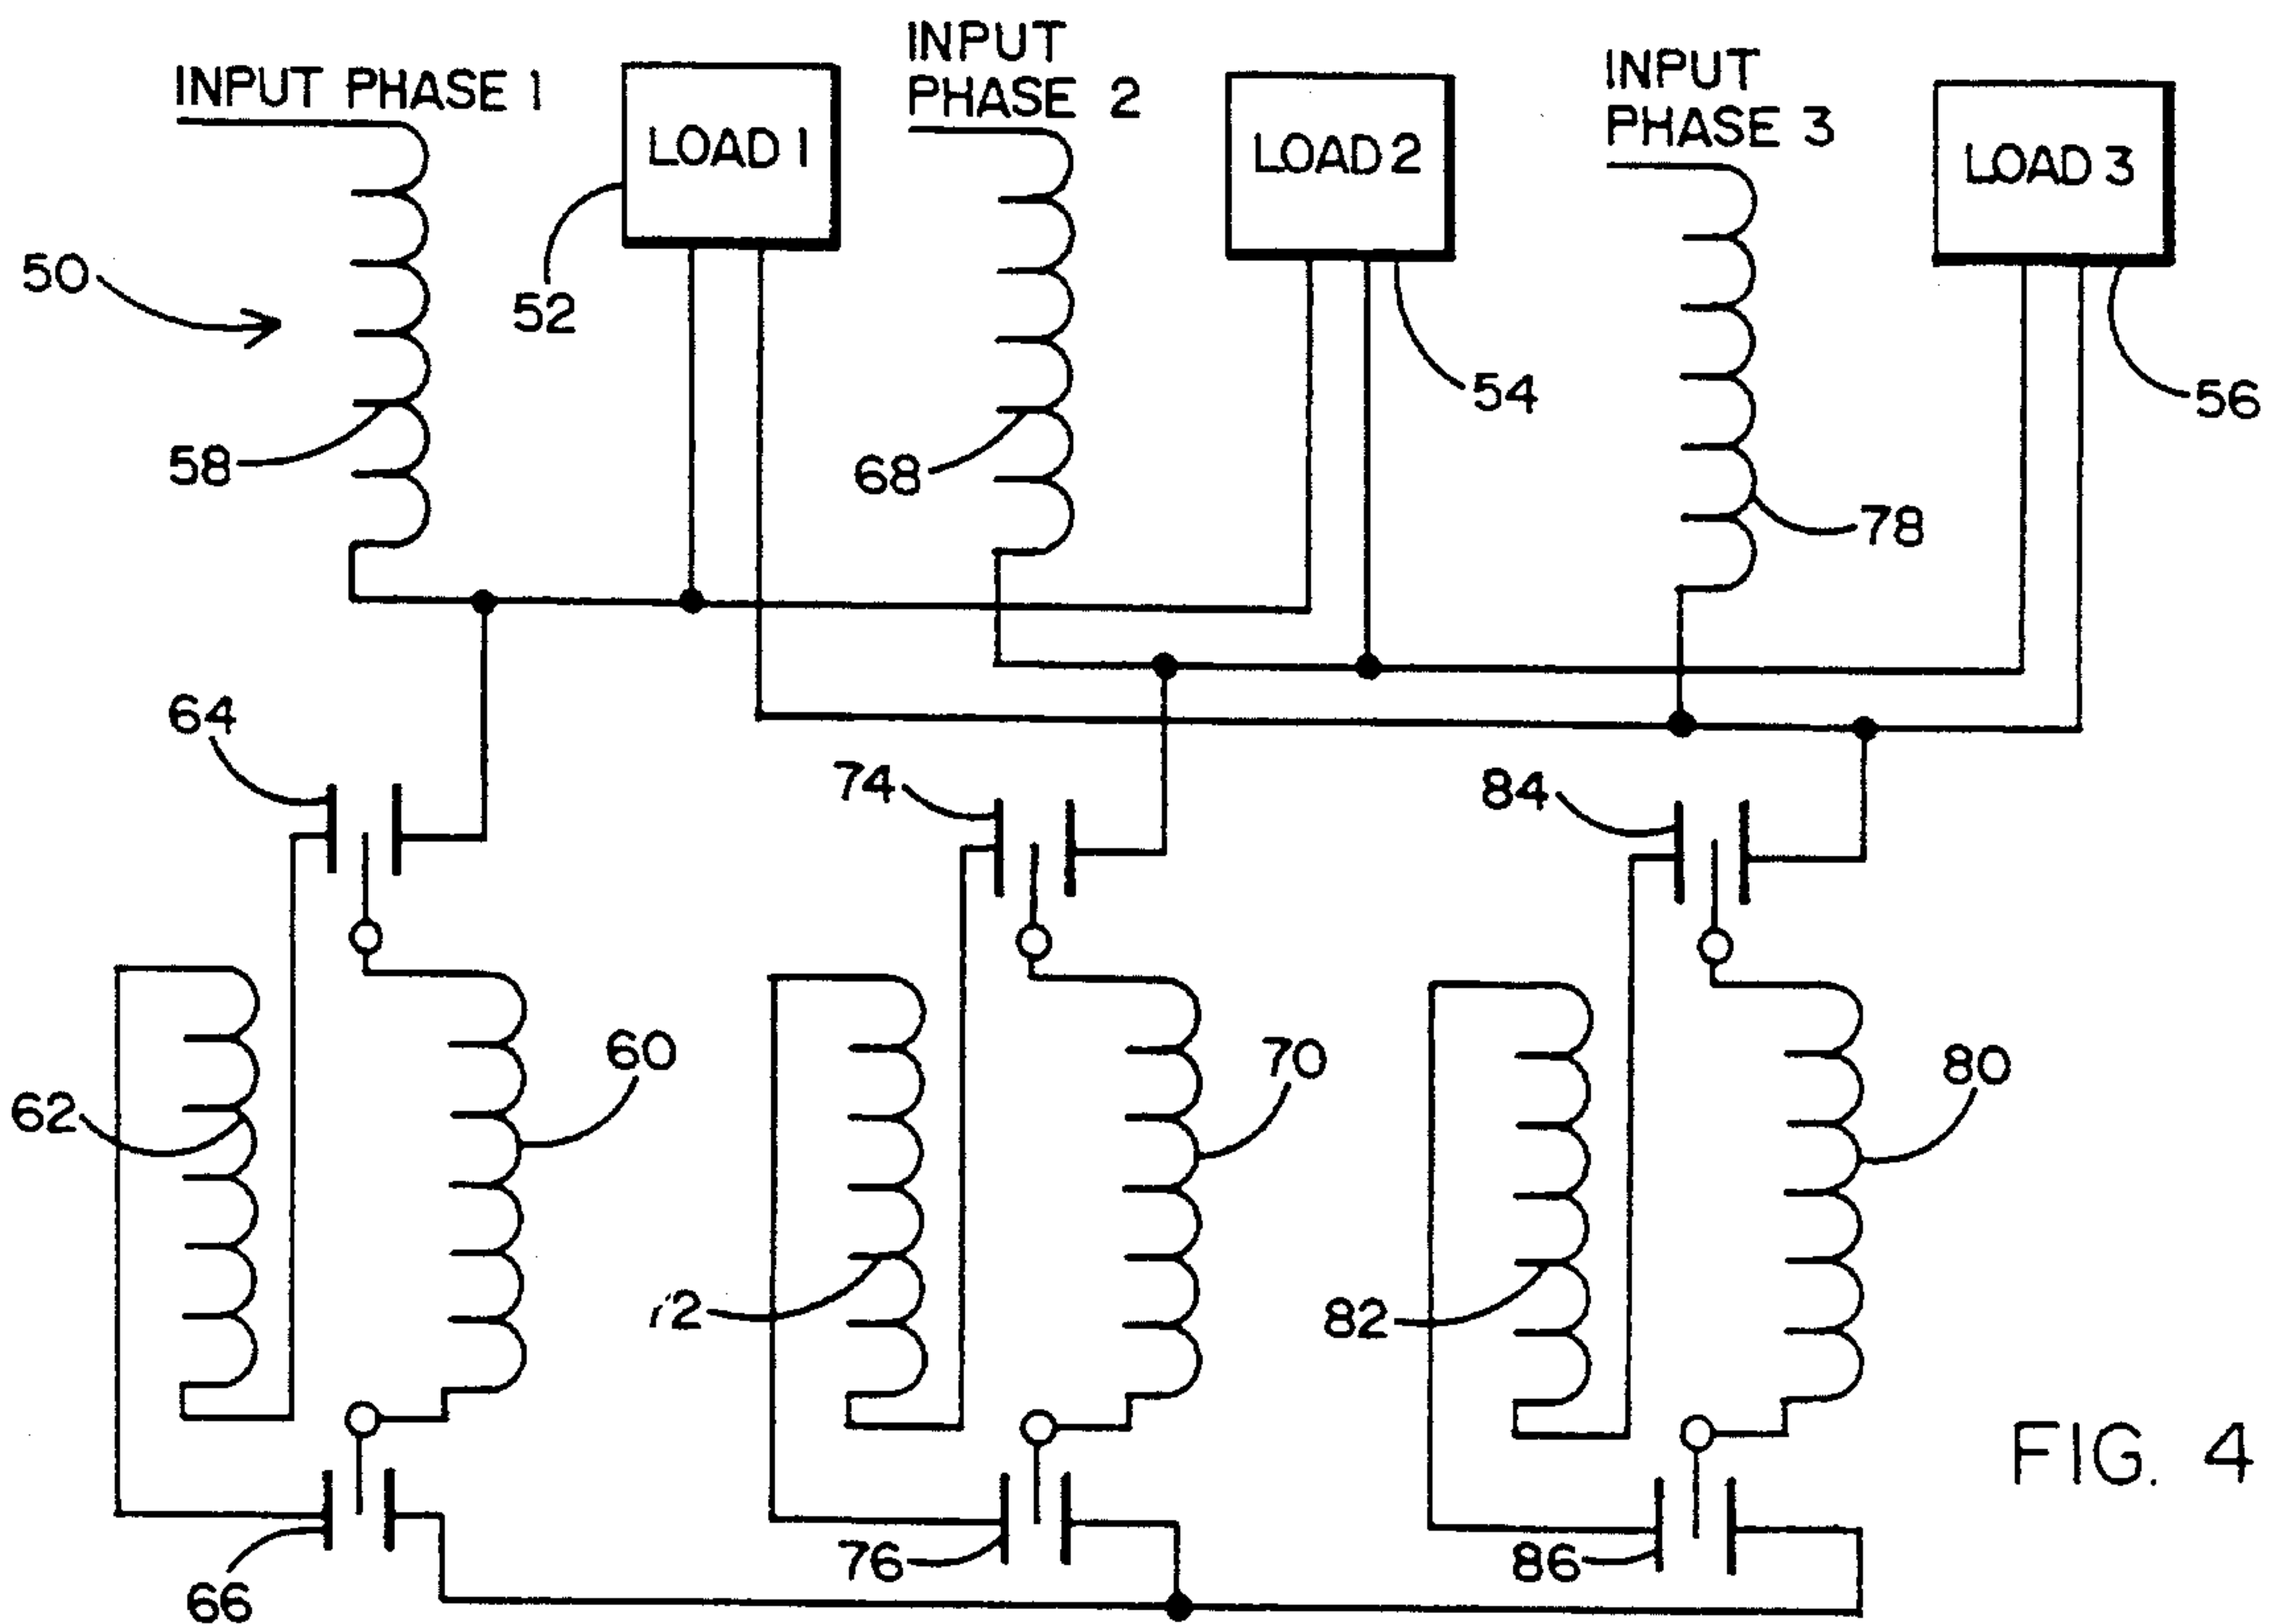 INPUT PHASE 1
LOAD 1
INPUT
PHASE 2
LOAD 2
INPUT
PHASE 3
LOAD 3
50
52
54
56
58
68
78
64
74
84
60
62
70
80
72
82
66
76
86
FIG. 4